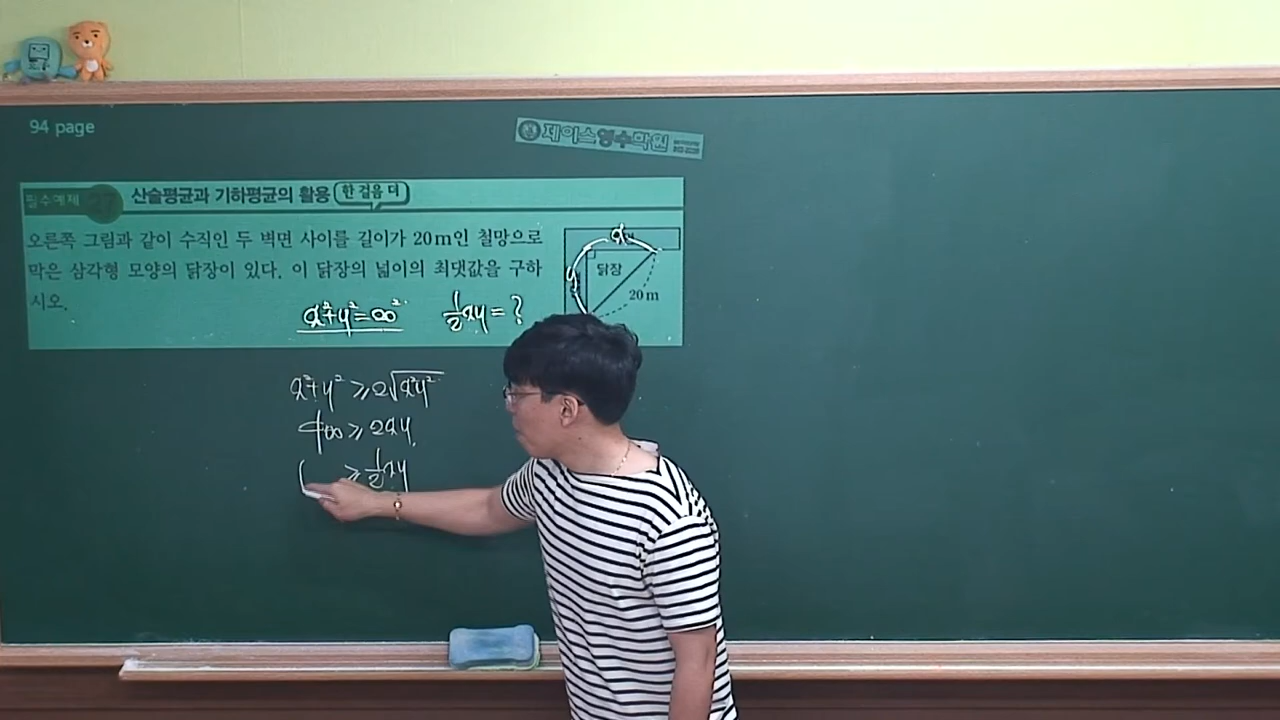 94 page
제이스영수학원
필수예제 27 산술평균과 기하평균의 활용 한 걸음 더
오른쪽 그림과 같이 수직인 두 벽면 사이를 길이가 20m인 철망으로
막은 삼각형 모양의 닭장이 있다. 이 닭장의 넓이의 최댓값을 구하
시오.
x
y
닭장
20 m
x²+y²=20² ½xy=?
x²+y² ≥ 2√x²y²
400 ≥ 2xy
≥ ½xy